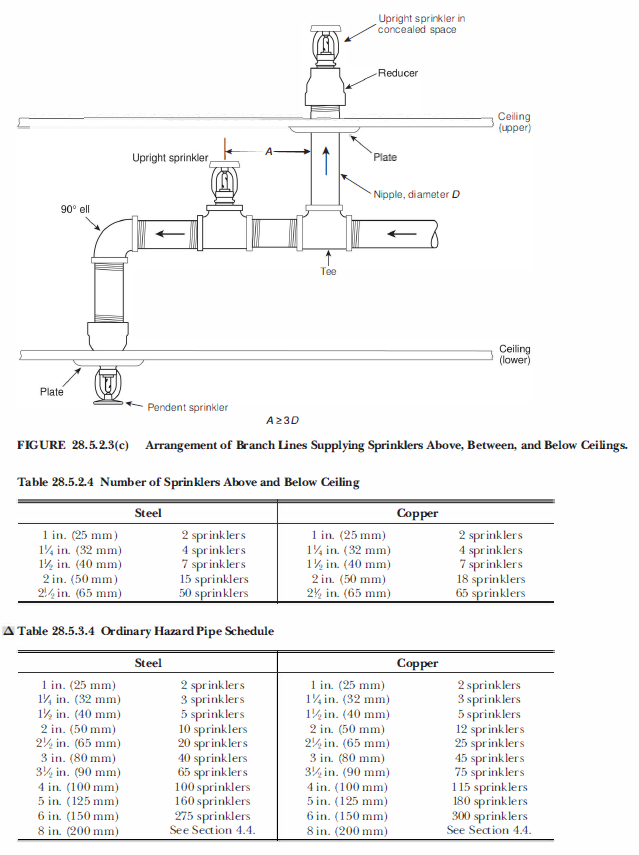 Upright sprinkler in
concealed space
Reducer
Ceiling
(upper)
A
Upright sprinkler
Plate
Nipple, diameter D
90° ell
Tee
Ceiling
(lower)
Plate
Pendent sprinkler
A ≥ 3D
FIGURE 28.5.2.3(c) Arrangement of Branch Lines Supplying Sprinklers Above, Between, and Below Ceilings.
Table 28.5.2.4 Number of Sprinklers Above and Below Ceiling
Steel Copper
1 in. (25 mm) 2 sprinklers 1 in. (25 mm) 2 sprinklers
1¼ in. (32 mm) 4 sprinklers 1¼ in. (32 mm) 4 sprinklers
1½ in. (40 mm) 7 sprinklers 1½ in. (40 mm) 7 sprinklers
2 in. (50 mm) 15 sprinklers 2 in. (50 mm) 18 sprinklers
2½ in. (65 mm) 50 sprinklers 2½ in. (65 mm) 65 sprinklers
Δ Table 28.5.3.4 Ordinary Hazard Pipe Schedule
Steel Copper
1 in. (25 mm) 2 sprinklers 1 in. (25 mm) 2 sprinklers
1¼ in. (32 mm) 3 sprinklers 1¼ in. (32 mm) 3 sprinklers
1½ in. (40 mm) 5 sprinklers 1½ in. (40 mm) 5 sprinklers
2 in. (50 mm) 10 sprinklers 2 in. (50 mm) 12 sprinklers
2½ in. (65 mm) 20 sprinklers 2½ in. (65 mm) 25 sprinklers
3 in. (80 mm) 40 sprinklers 3 in. (80 mm) 45 sprinklers
3½ in. (90 mm) 65 sprinklers 3½ in. (90 mm) 75 sprinklers
4 in. (100 mm) 100 sprinklers 4 in. (100 mm) 115 sprinklers
5 in. (125 mm) 160 sprinklers 5 in. (125 mm) 180 sprinklers
6 in. (150 mm) 275 sprinklers 6 in. (150 mm) 300 sprinklers
8 in. (200 mm) See Section 4.4. 8 in. (200 mm) See Section 4.4.